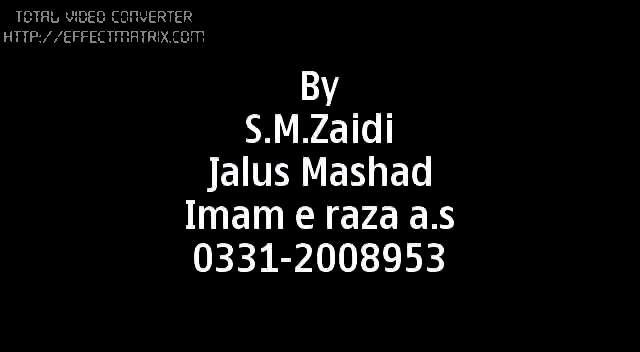 TOTAL VIDEO CONVERTER
HTTP://EFFECTMATRIX.COM
By
S.M.Zaidi
Jalus Mashad
Imam e raza a.s
0331-2008953